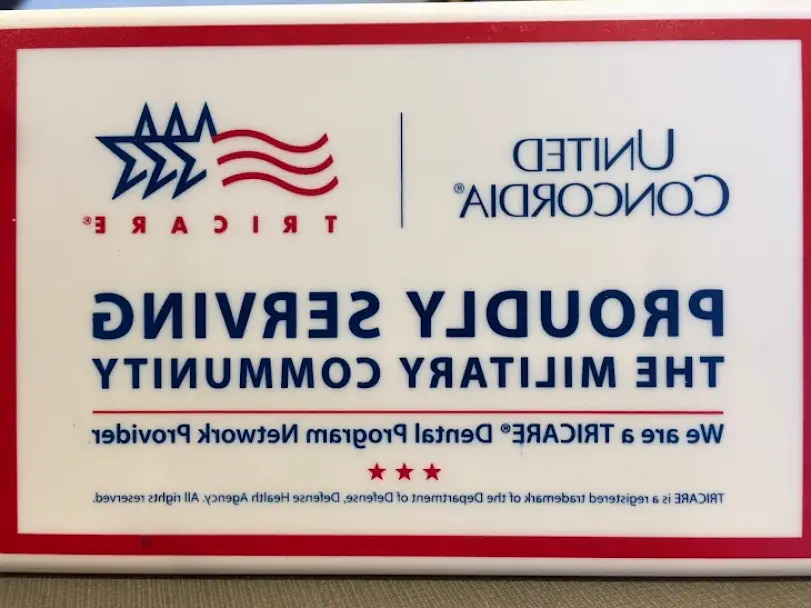 UNITED
CONCORDIA®
TRICARE®
PROUDLY SERVING
THE MILITARY COMMUNITY
We are a TRICARE® Dental Program Network Provider
TRICARE is a registered trademark of the Department of Defense, Defense Health Agency. All rights reserved.